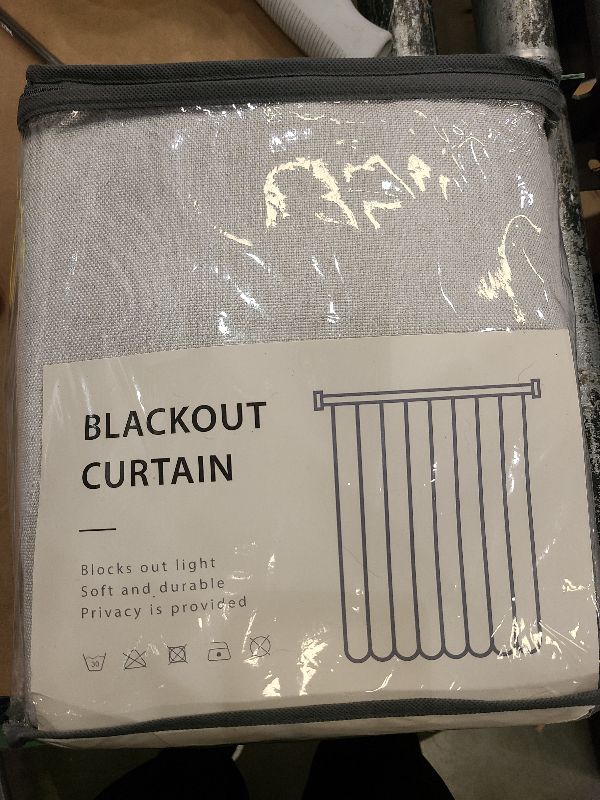 BLACKOUT
CURTAIN
Blocks out light
Soft and durable
Privacy is provided
30